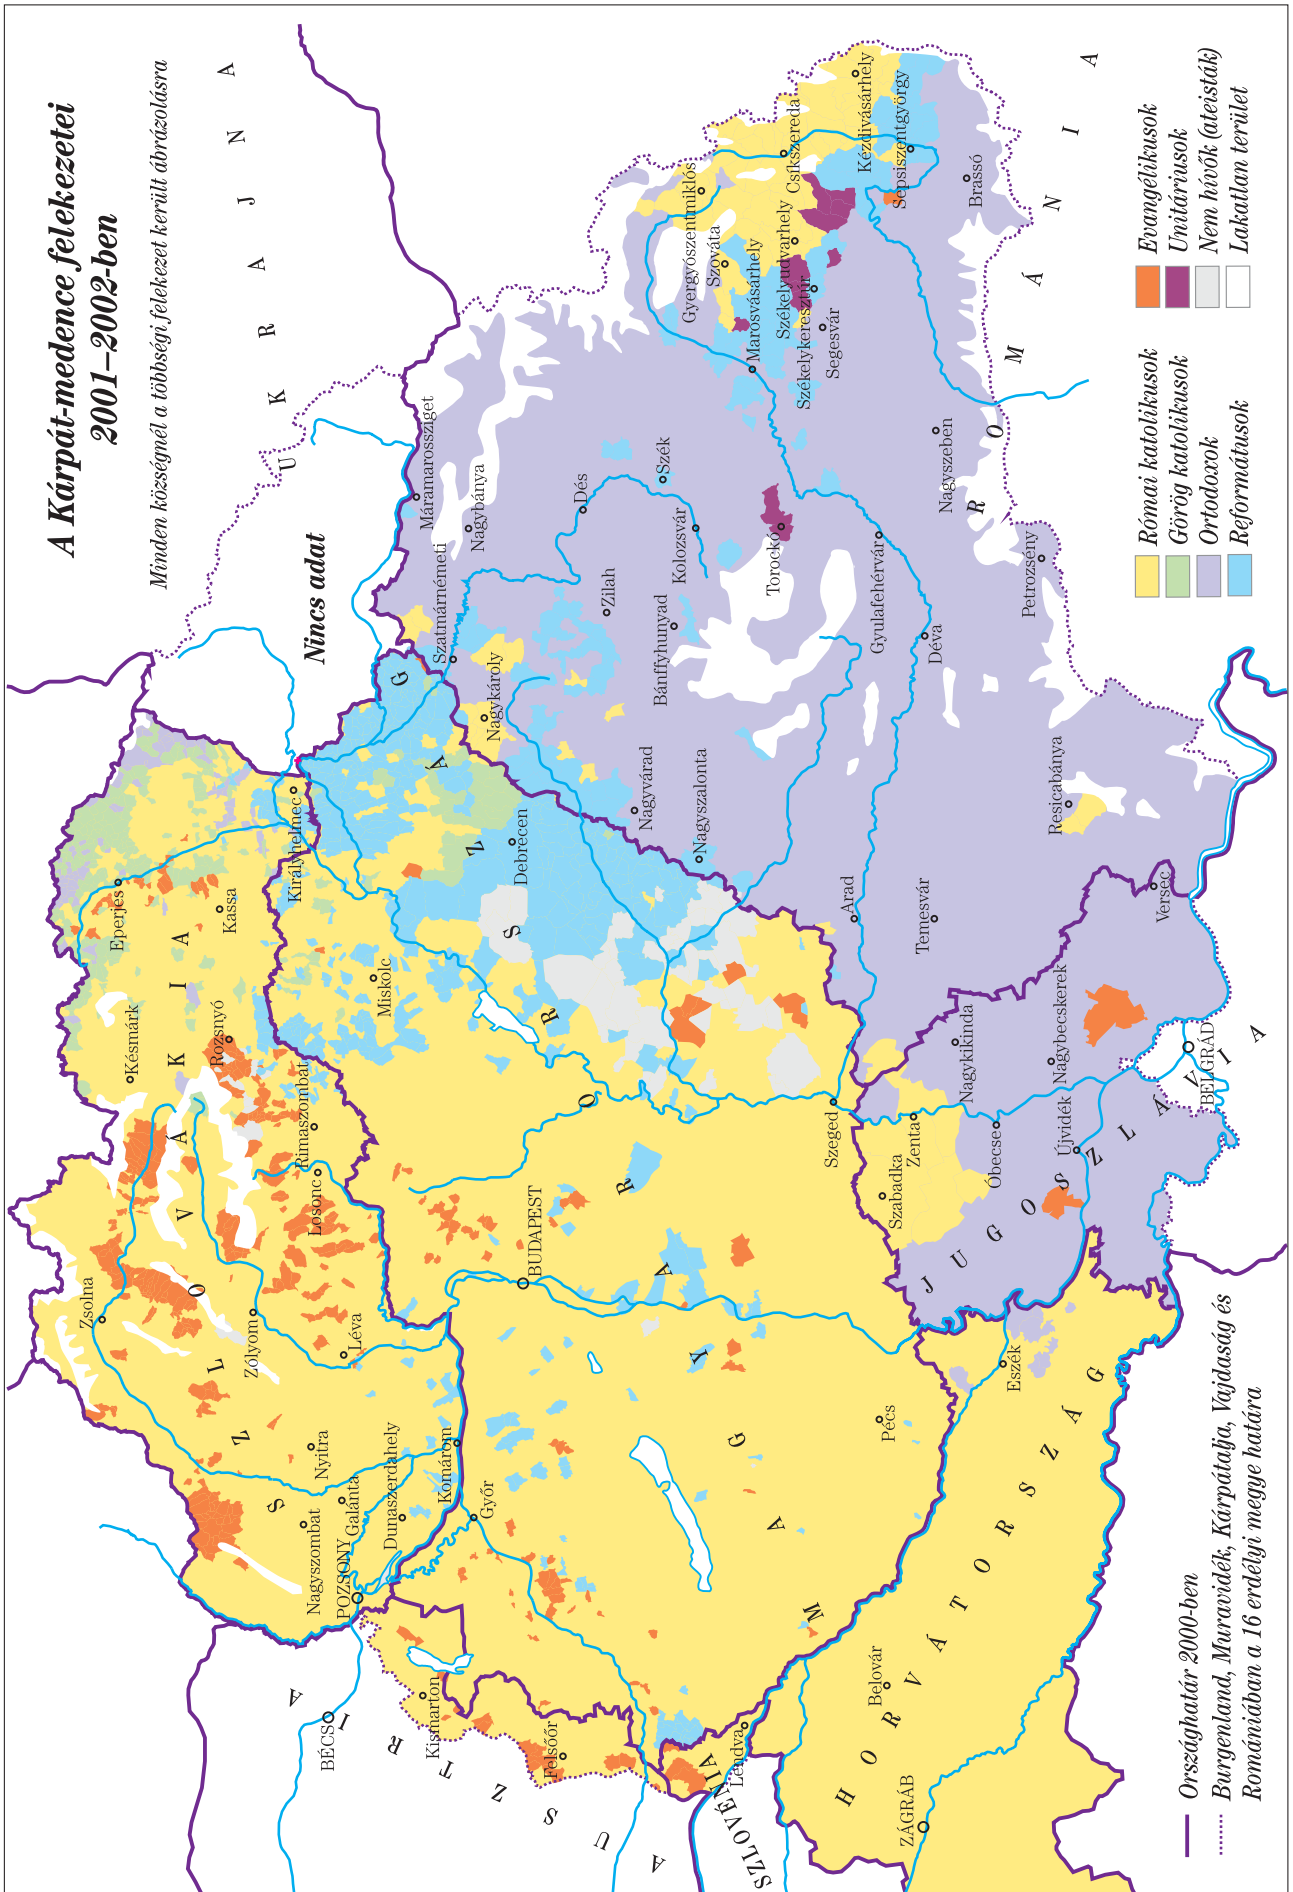 A Kárpát-medence felekezetei
2001–2002-ben
Minden községnél a többségi felekezet került ábrázolásra
UKRAJNA
Nincs adat
SZLOVÁKIA
MAGYARORSZÁG
ROMÁNIA
JUGOSZLÁVIA
HORVÁTORSZÁG
SZLOVÉNIA
AUSZTRIA
BÉCS
POZSONY
Nagyszombat
Galánta
Nyitra
Dunaszerdahely
Komárom
Győr
Zsolna
Zólyom
Léva
Losonc
Rimaszombat
Rozsnyó
Késmárk
Eperjes
Kassa
Királyhelmec
Miskolc
Debrecen
BUDAPEST
Szeged
Pécs
Kismarton
Felsőőr
Lendva
ZÁGRÁB
Belovár
Eszék
Szabadka
Zenta
Óbecse
Újvidék
Nagykikinda
Nagybecskerek
BELGRÁD
Versec
Temesvár
Arad
Resicabánya
Nagyszalonta
Nagyvárad
Nagykároly
Szatmárnémeti
Máramarossziget
Nagybánya
Dés
Szék
Zilah
Kolozsvár
Bánffyhunyad
Torockó
Gyulafehérvár
Déva
Petrozsény
Nagyszeben
Marosvásárhely
Segesvár
Székelykeresztúr
Székelyudvarhely
Szováta
Gyergyószentmiklós
Csíkszereda
Kézdivásárhely
Sepsiszentgyörgy
Brassó
Római katolikusok
Görög katolikusok
Ortodoxok
Reformátusok
Evangélikusok
Unitáriusok
Nem hívők (ateisták)
Lakatlan terület
Országhatár 2000-ben
Burgenland, Muravidék, Kárpátalja, Vajdaság és
Romániában a 16 erdélyi megye határa